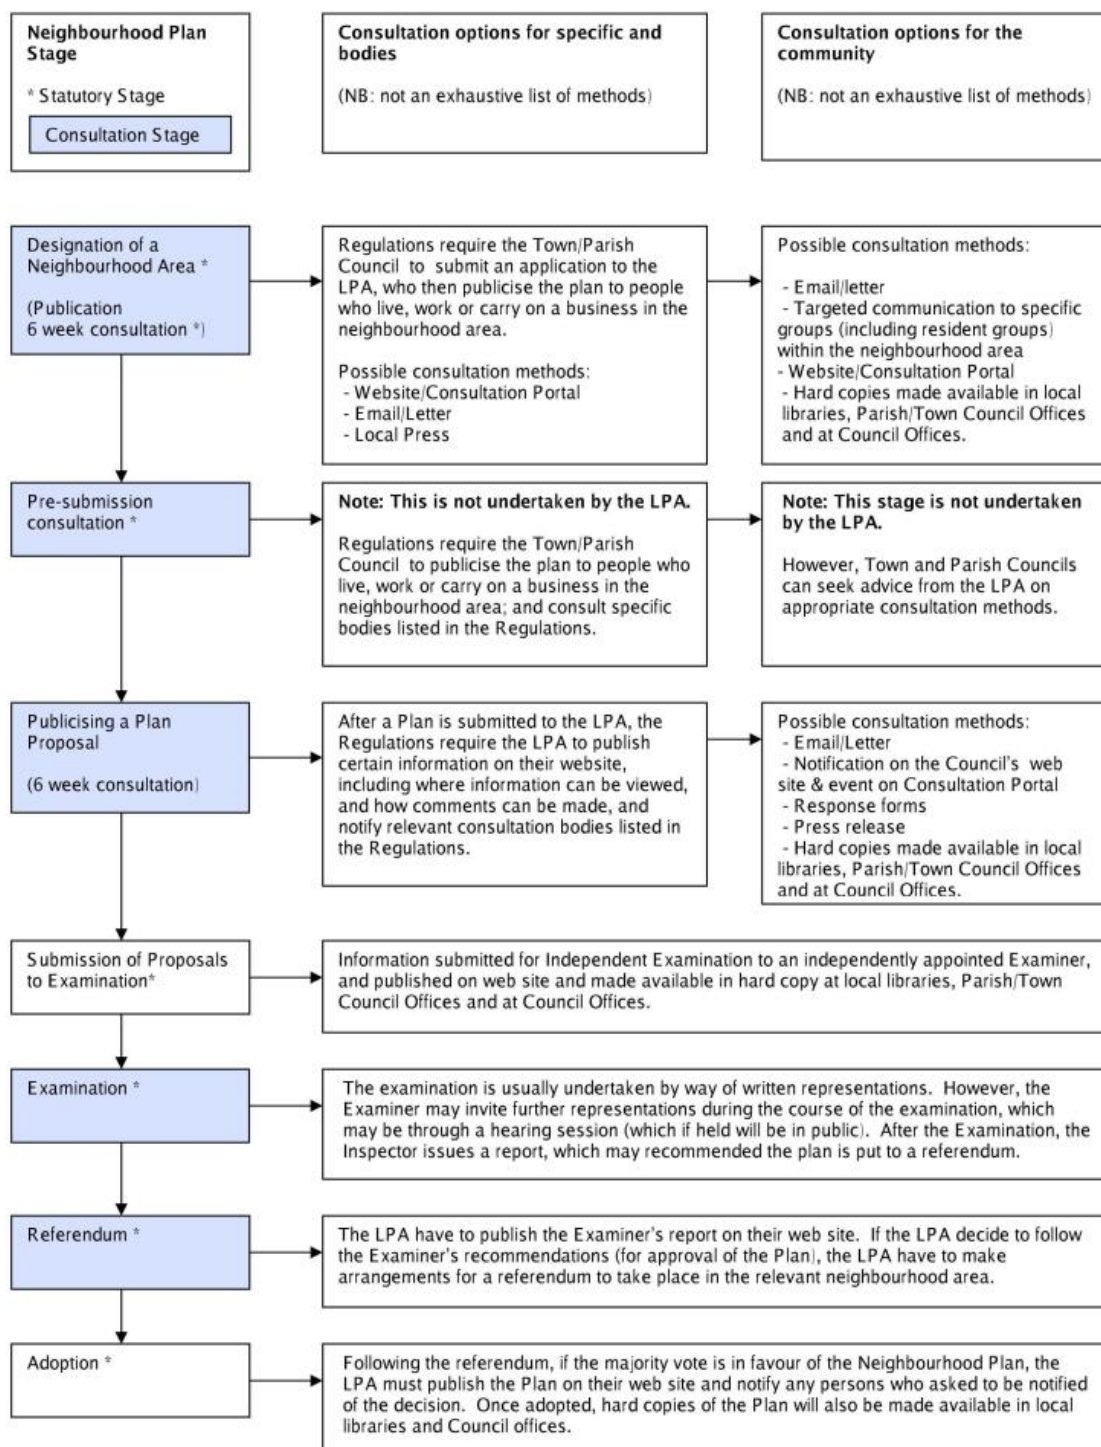 Neighbourhood Plan
Stage
* Statutory Stage
Consultation Stage
Consultation options for specific and
bodies
(NB: not an exhaustive list of methods)
Consultation options for the
community
(NB: not an exhaustive list of methods)
Designation of a
Neighbourhood Area *
(Publication
6 week consultation *)
Regulations require the Town/Parish
Council to submit an application to the
LPA, who then publicise the plan to people
who live, work or carry on a business in the
neighbourhood area.
Possible consultation methods:
- Website/Consultation Portal
- Email/Letter
- Local Press
Possible consultation methods:
- Email/letter
- Targeted communication to specific
groups (including resident groups)
within the neighbourhood area
- Website/Consultation Portal
- Hard copies made available in local
libraries, Parish/Town Council Offices
and at Council Offices.
Pre-submission
consultation *
Note: This is not undertaken by the LPA.
Regulations require the Town/Parish
Council to publicise the plan to people who
live, work or carry on a business in the
neighbourhood area; and consult specific
bodies listed in the Regulations.
Note: This stage is not undertaken
by the LPA.
However, Town and Parish Councils
can seek advice from the LPA on
appropriate consultation methods.
Publicising a Plan
Proposal
(6 week consultation)
After a Plan is submitted to the LPA, the
Regulations require the LPA to publish
certain information on their website,
including where information can be viewed,
and how comments can be made, and
notify relevant consultation bodies listed in
the Regulations.
Possible consultation methods:
- Email/Letter
- Notification on the Council's web
site & event on Consultation Portal
- Response forms
- Press release
- Hard copies made available in local
libraries, Parish/Town Council Offices
and at Council Offices.
Submission of Proposals
to Examination*
Information submitted for Independent Examination to an independently appointed Examiner,
and published on web site and made available in hard copy at local libraries, Parish/Town
Council Offices and at Council Offices.
Examination *
The examination is usually undertaken by way of written representations. However, the
Examiner may invite further representations during the course of the examination, which
may be through a hearing session (which if held will be in public). After the Examination, the
Inspector issues a report, which may recommended the plan is put to a referendum.
Referendum *
The LPA have to publish the Examiner's report on their web site. If the LPA decide to follow
the Examiner's recommendations (for approval of the Plan), the LPA have to make
arrangements for a referendum to take place in the relevant neighbourhood area.
Adoption *
Following the referendum, if the majority vote is in favour of the Neighbourhood Plan, the
LPA must publish the Plan on their web site and notify any persons who asked to be notified
of the decision. Once adopted, hard copies of the Plan will also be made available in local
libraries and Council offices.